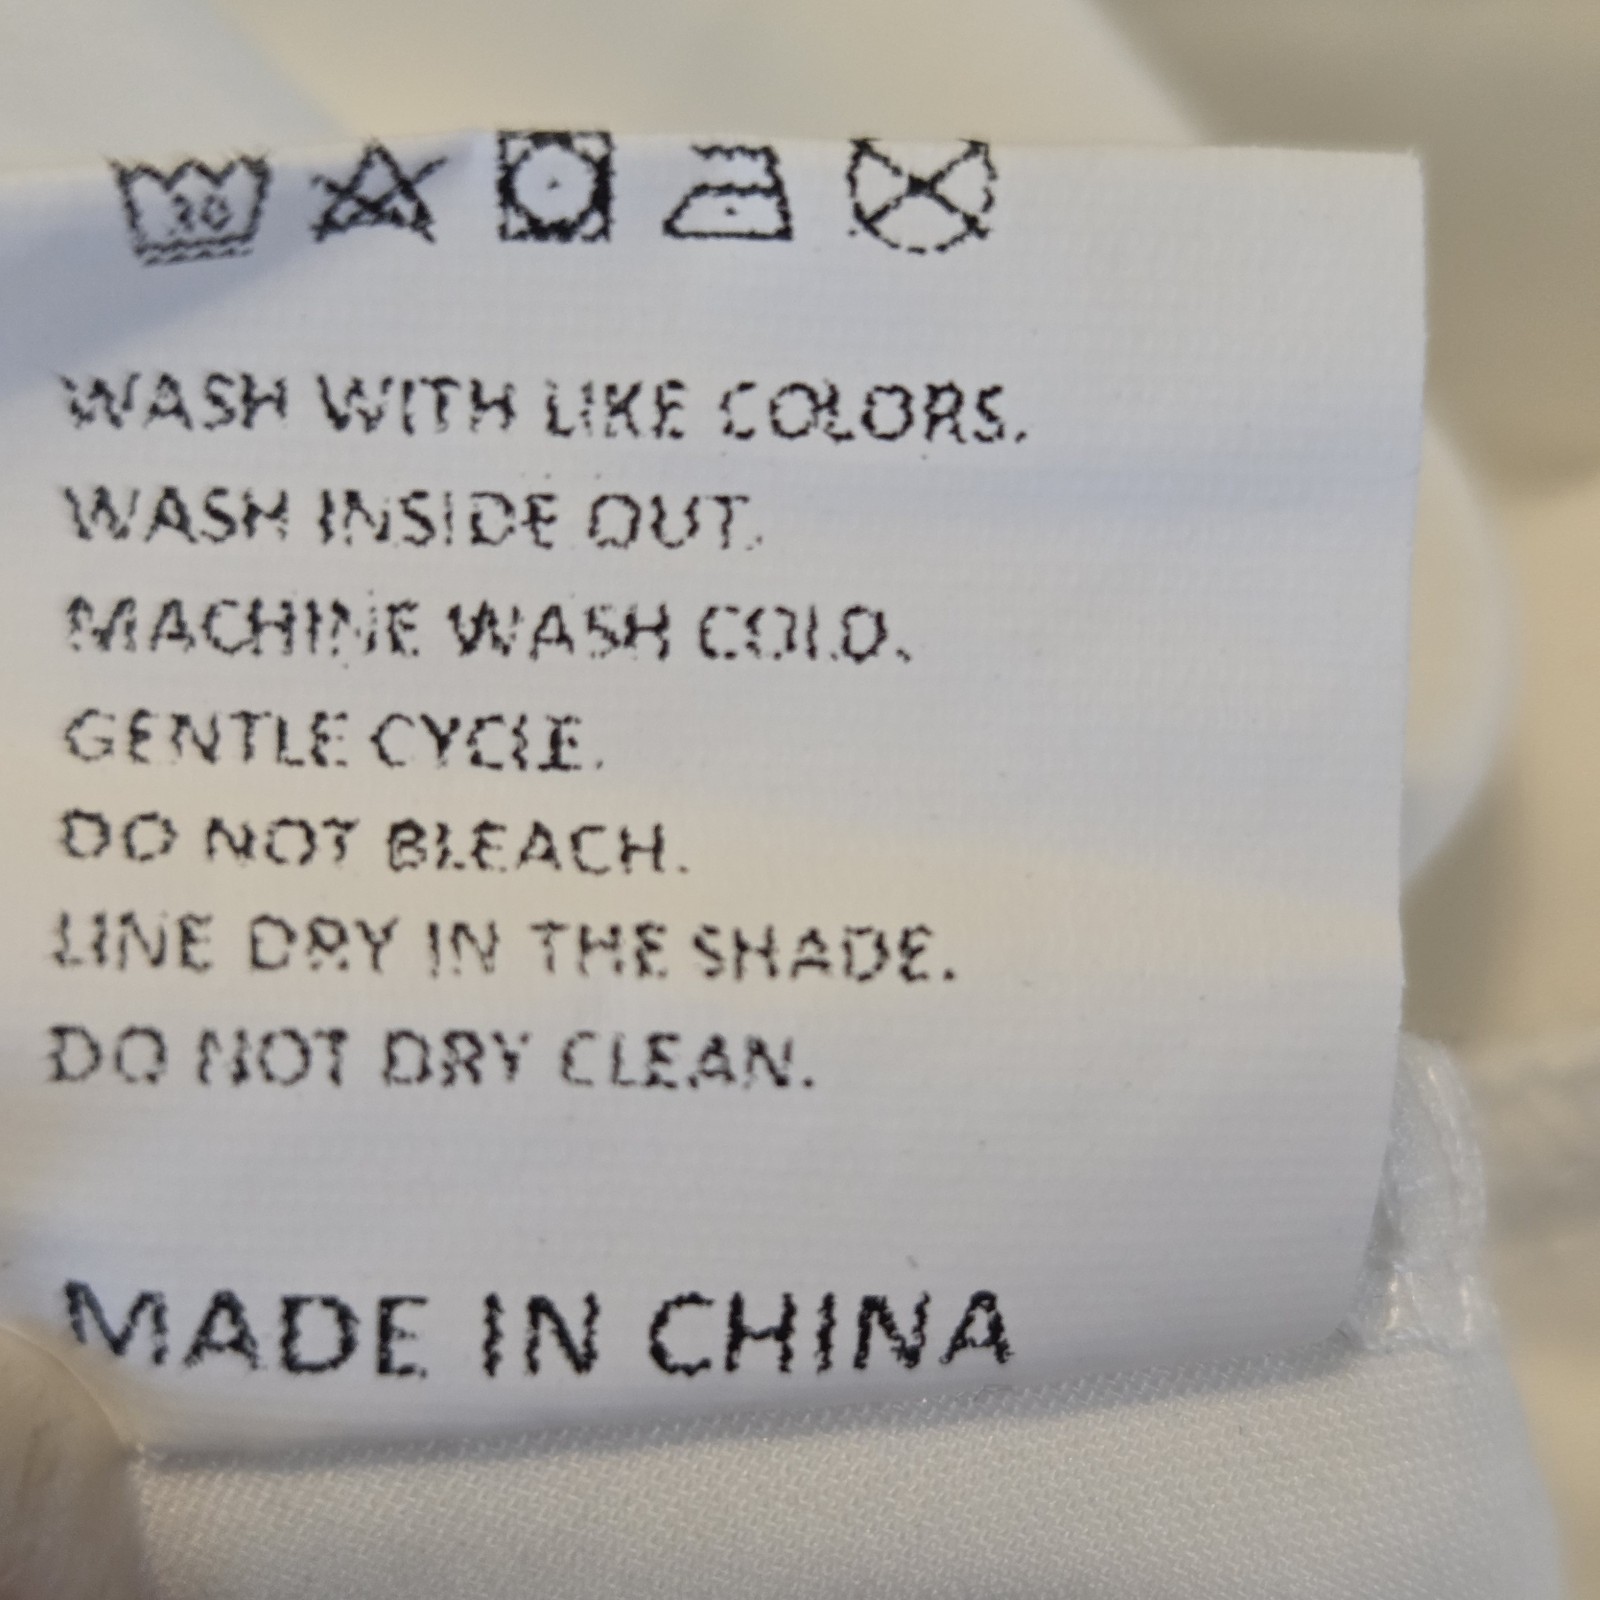 30
WASH WITH LIKE COLORS.
WASH INSIDE OUT.
MACHINE WASH COLD.
GENTLE CYCLE.
DO NOT BLEACH.
LINE DRY IN THE SHADE.
DO NOT DRY CLEAN.
MADE IN CHINA